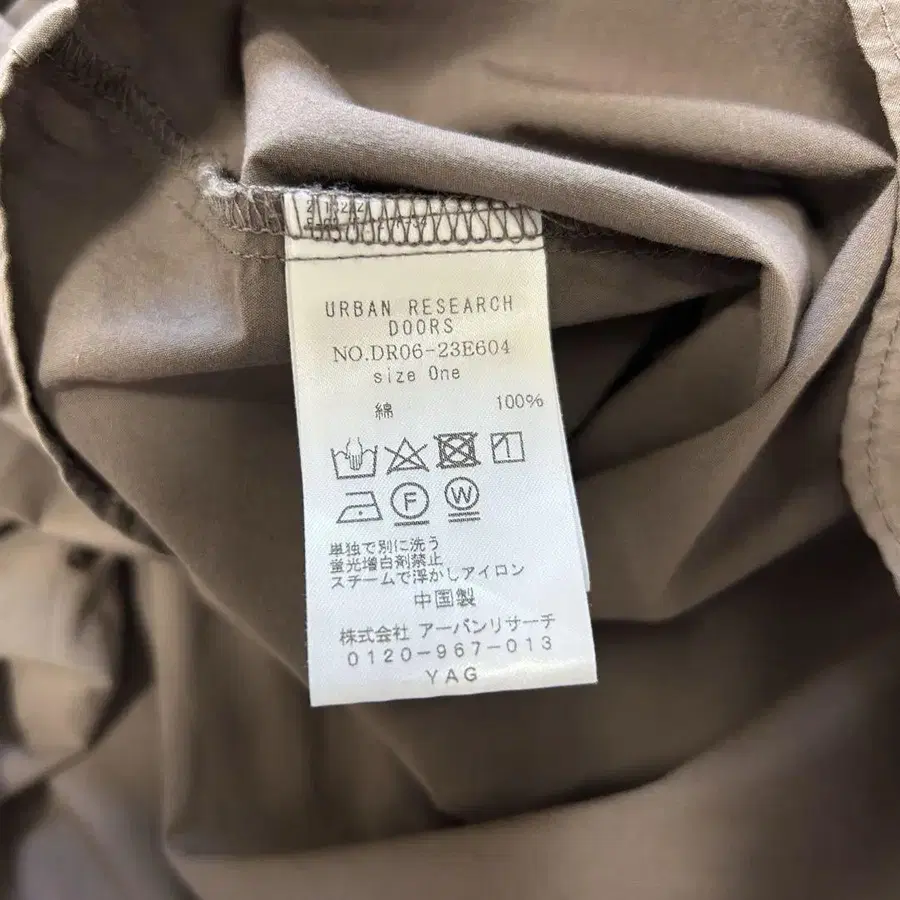 URBAN RESEARCH
DOORS
NO.DR06-23E604
size One
綿 100%
F W
単独で別に洗う
蛍光増白剤禁止
スチームで浮かしアイロン
中国製
株式会社 アーバンリサーチ
0120-967-013
YAG